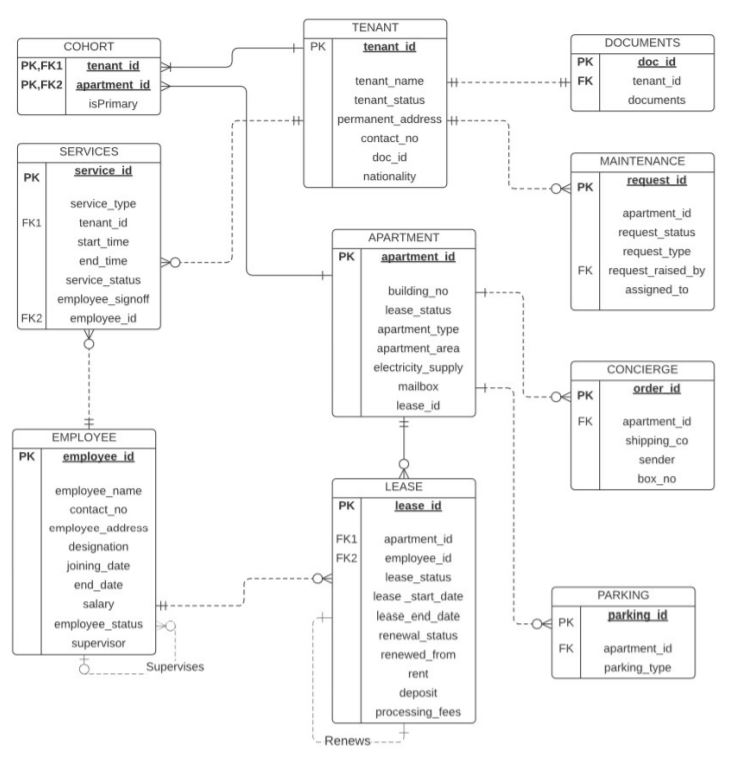 COHORT
PK,FK1 tenant_id
PK,FK2 apartment_id
isPrimary
TENANT
PK tenant_id
tenant_name
tenant_status
permanent_address
contact_no
doc_id
nationality
DOCUMENTS
PK doc_id
FK tenant_id
documents
SERVICES
PK service_id
service_type
FK1 tenant_id
start_time
end_time
service_status
employee_signoff
FK2 employee_id
MAINTENANCE
PK request_id
apartment_id
request_status
request_type
FK request_raised_by
assigned_to
APARTMENT
PK apartment_id
building_no
lease_status
apartment_type
apartment_area
electricity_supply
mailbox
lease_id
CONCIERGE
PK order_id
FK apartment_id
shipping_co
sender
box_no
EMPLOYEE
PK employee_id
employee_name
contact_no
employee_address
designation
joining_date
end_date
salary
employee_status
supervisor
Supervises
LEASE
PK lease_id
FK1 apartment_id
FK2 employee_id
lease_status
lease _start_date
lease_end_date
renewal_status
renewed_from
rent
deposit
processing_fees
Renews
PARKING
PK parking_id
FK apartment_id
parking_type